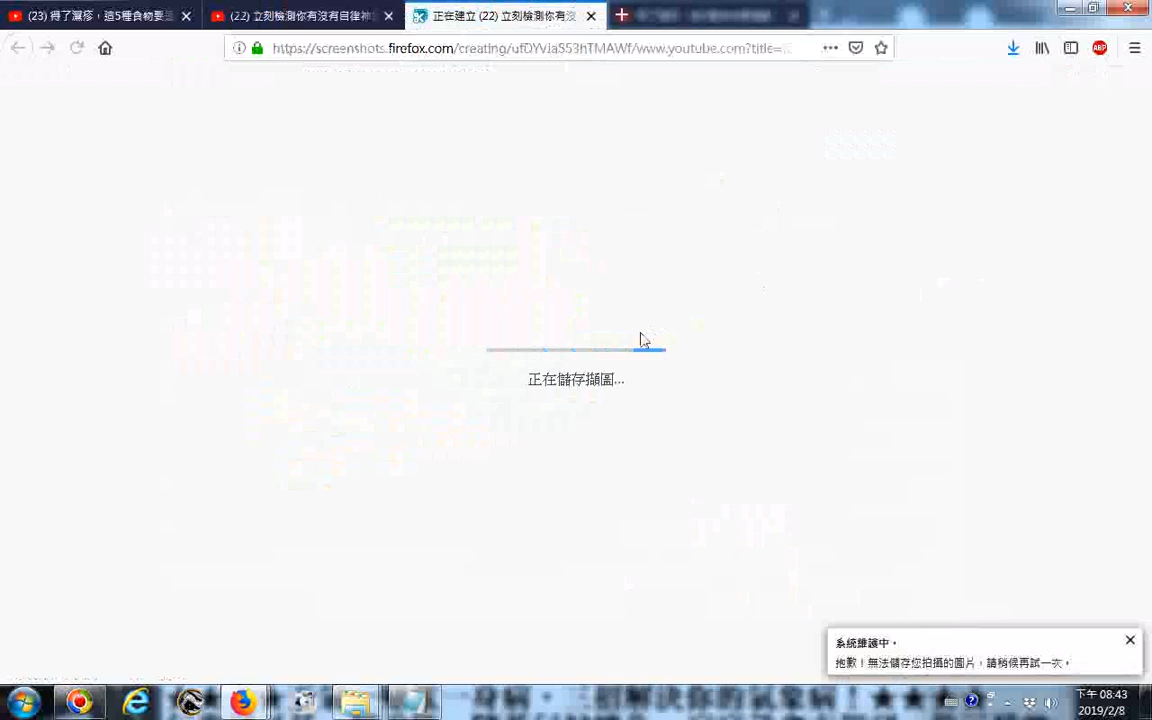 (23) 得了濕疹，這5種食物要
(22) 立刻檢測你有沒有自律神
正在建立 (22) 立刻檢測你有沒
https://screenshots.firefox.com/creating/ufDYVjaS53hTMAWf/www.youtube.com?title=
ABP
正在儲存擷圖...
系統維護中。
抱歉！無法儲存您拍攝的圖片，請稍候再試一次。
下午 08:43
2019/2/8